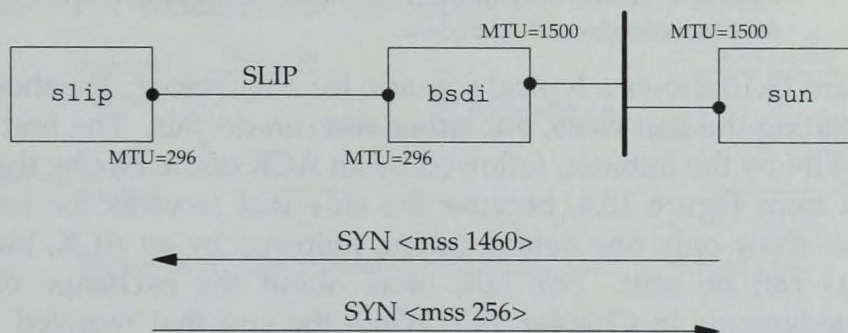 MTU=1500 MTU=1500
slip SLIP bsdi sun
MTU=296 MTU=296
SYN <mss 1460>
SYN <mss 256>